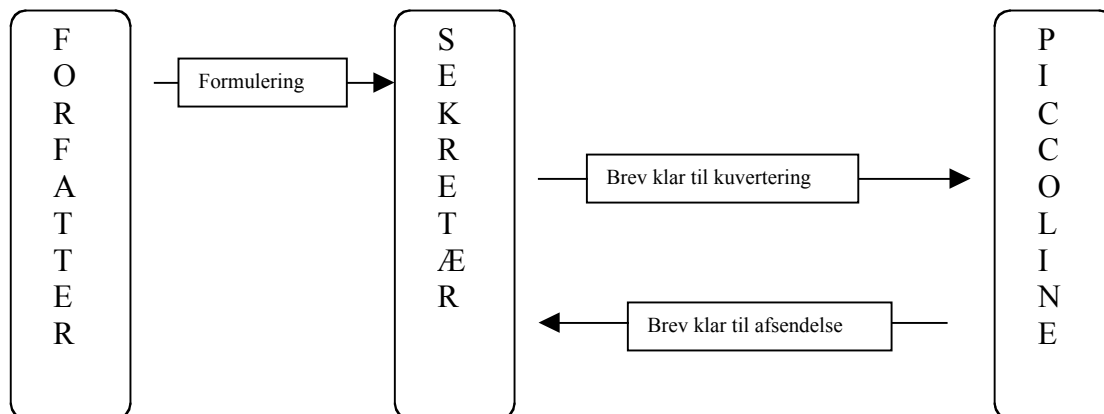 FORFATTER
Formulering
SEKRETÆR
Brev klar til kuvertering
Brev klar til afsendelse
PICCOLINE